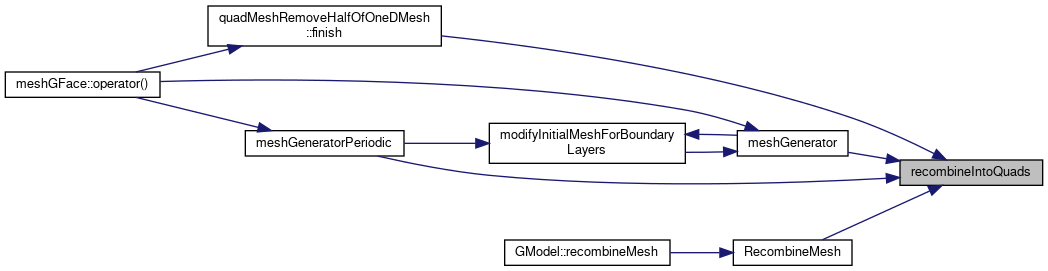 quadMeshRemoveHalfOfOneDMesh
::finish
meshGFace::operator()
meshGeneratorPeriodic
modifyInitialMeshForBoundary
Layers
meshGenerator
recombineIntoQuads
GModel::recombineMesh
RecombineMesh